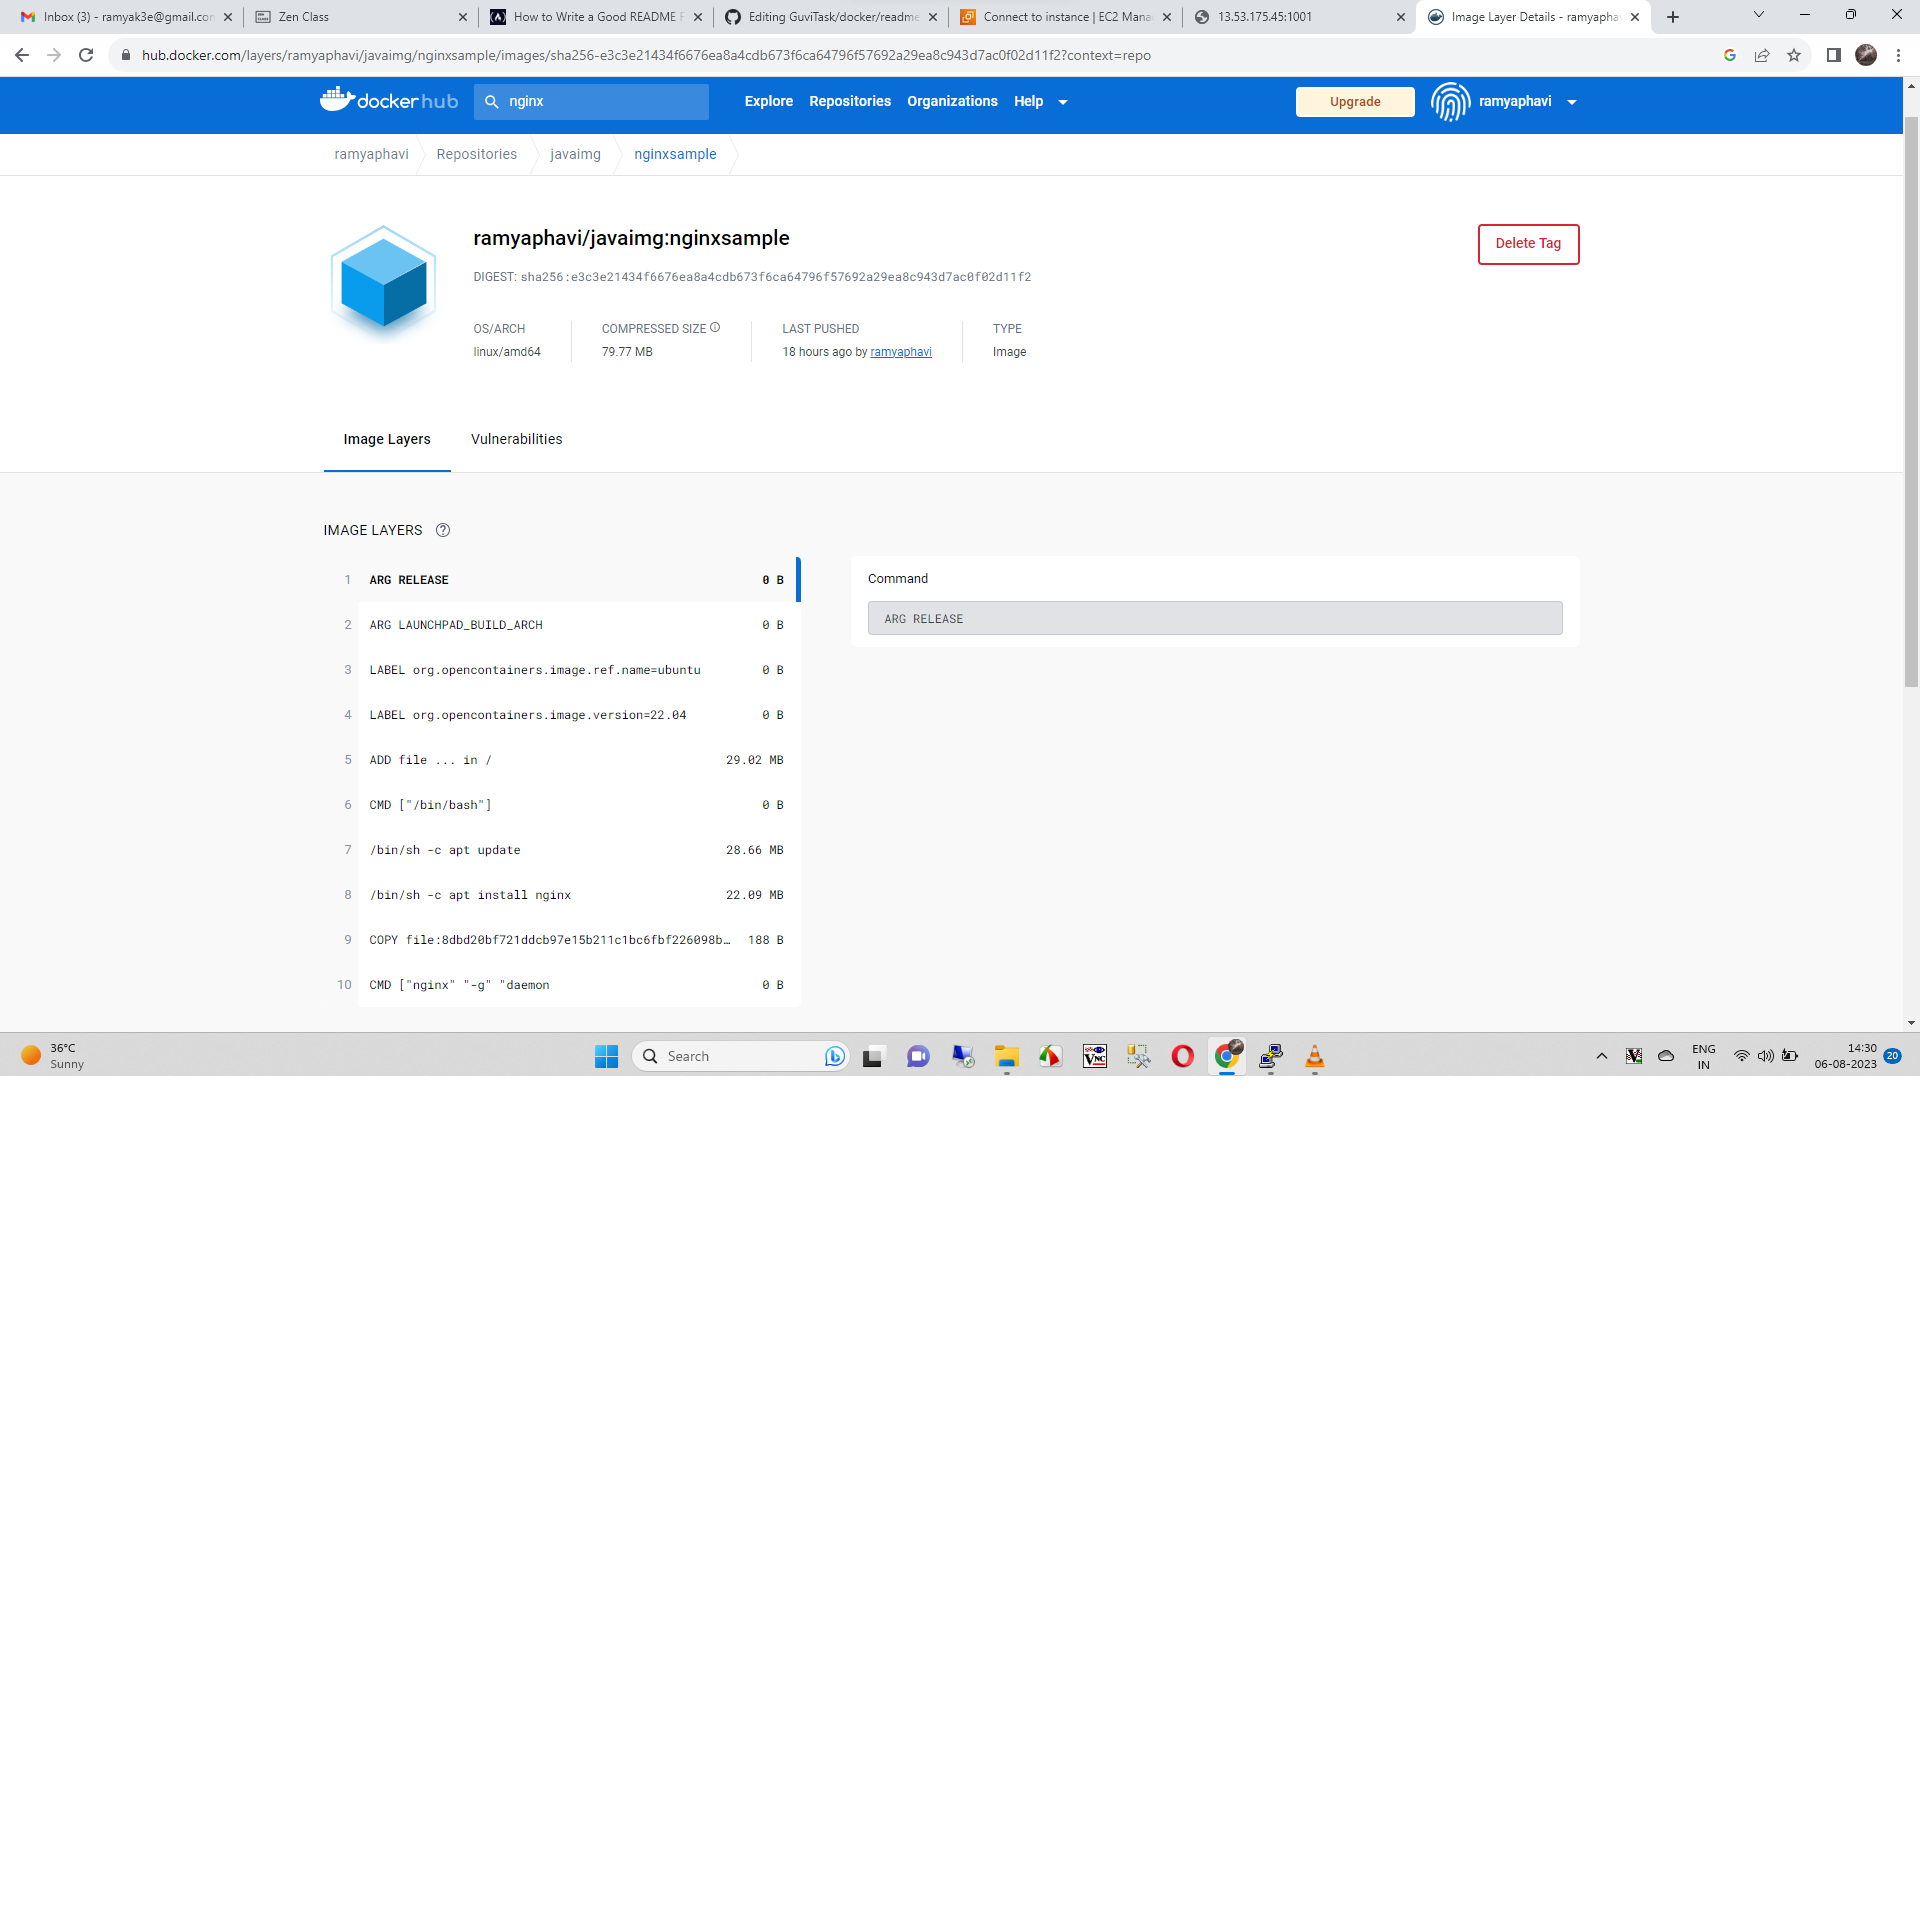 Inbox (3) - ramyak3e@gmail.con
Zen Class
How to Write a Good README F
Editing GuviTask/docker/readme
Connect to instance | EC2 Mana
13.53.175.45:1001
Image Layer Details - ramyapha
hub.docker.com/layers/ramyaphavi/javaimg/nginxsample/images/sha256-e3c3e21434f6676ea8a4cdb673f6ca64796f57692a29ea8c943d7ac0f02d11f2?context=repo
docker hub
nginx
Explore Repositories Organizations Help
Upgrade
ramyaphavi
ramyaphavi Repositories javaimg nginxsample
ramyaphavi/javaimg:nginxsample
Delete Tag
DIGEST: sha256:e3c3e21434f6676ea8a4cdb673f6ca64796f57692a29ea8c943d7ac0f02d11f2
OS/ARCH COMPRESSED SIZE LAST PUSHED TYPE
linux/amd64 79.77 MB 18 hours ago by ramyaphavi Image
Image Layers Vulnerabilities
IMAGE LAYERS
1 ARG RELEASE 0 B
2 ARG LAUNCHPAD_BUILD_ARCH 0 B
3 LABEL org.opencontainers.image.ref.name=ubuntu 0 B
4 LABEL org.opencontainers.image.version=22.04 0 B
5 ADD file ... in / 29.02 MB
6 CMD ["/bin/bash"] 0 B
7 /bin/sh -c apt update 28.66 MB
8 /bin/sh -c apt install nginx 22.09 MB
9 COPY file:8dbd20bf721ddcb97e15b211c1bc6fbf226098b… 188 B
10 CMD ["nginx" "-g" "daemon 0 B
Command
ARG RELEASE
36°C
Sunny
Search
VNC
ENG
IN
14:30
06-08-2023
20